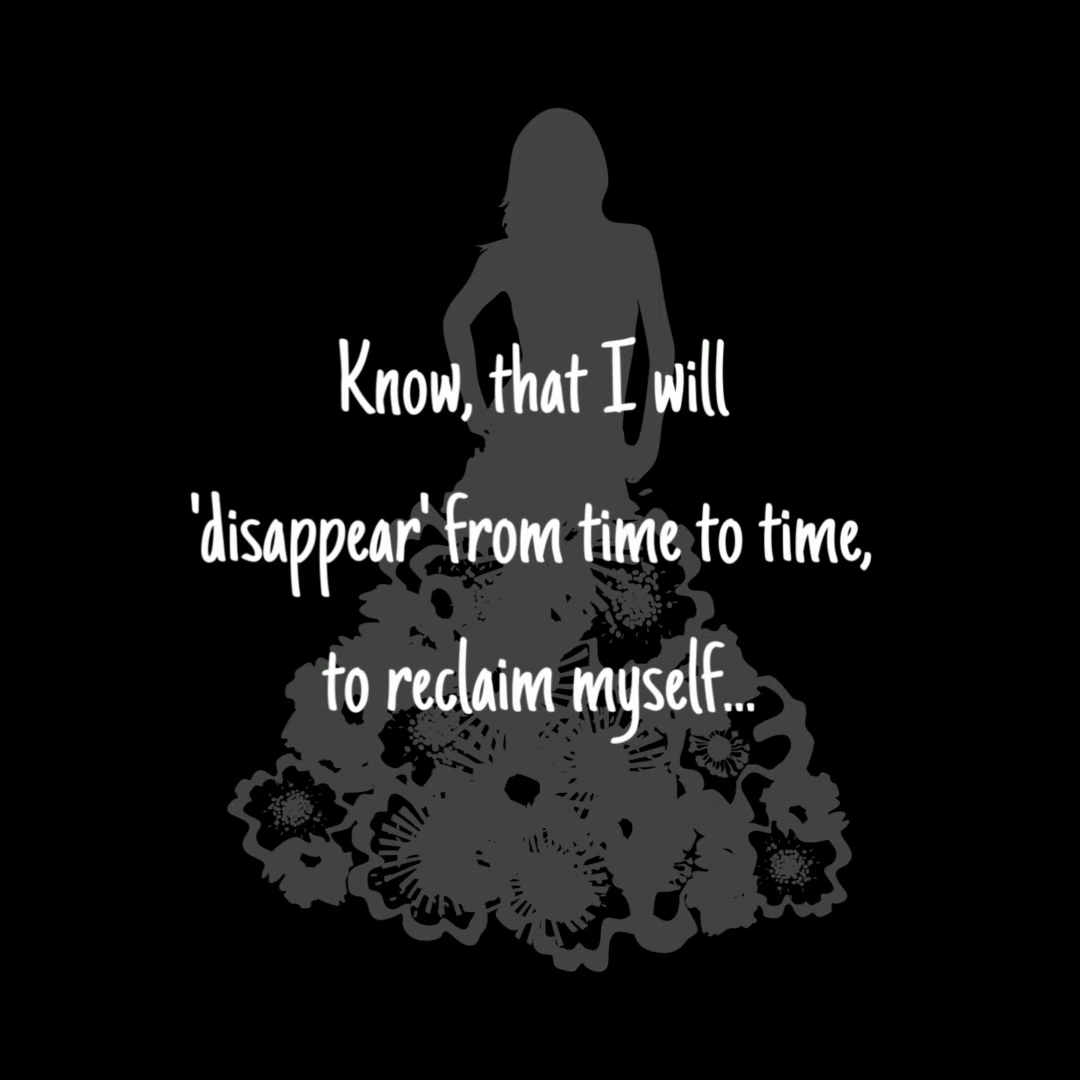 Know, that I will
'disappear' from time to time,
to reclaim myself...